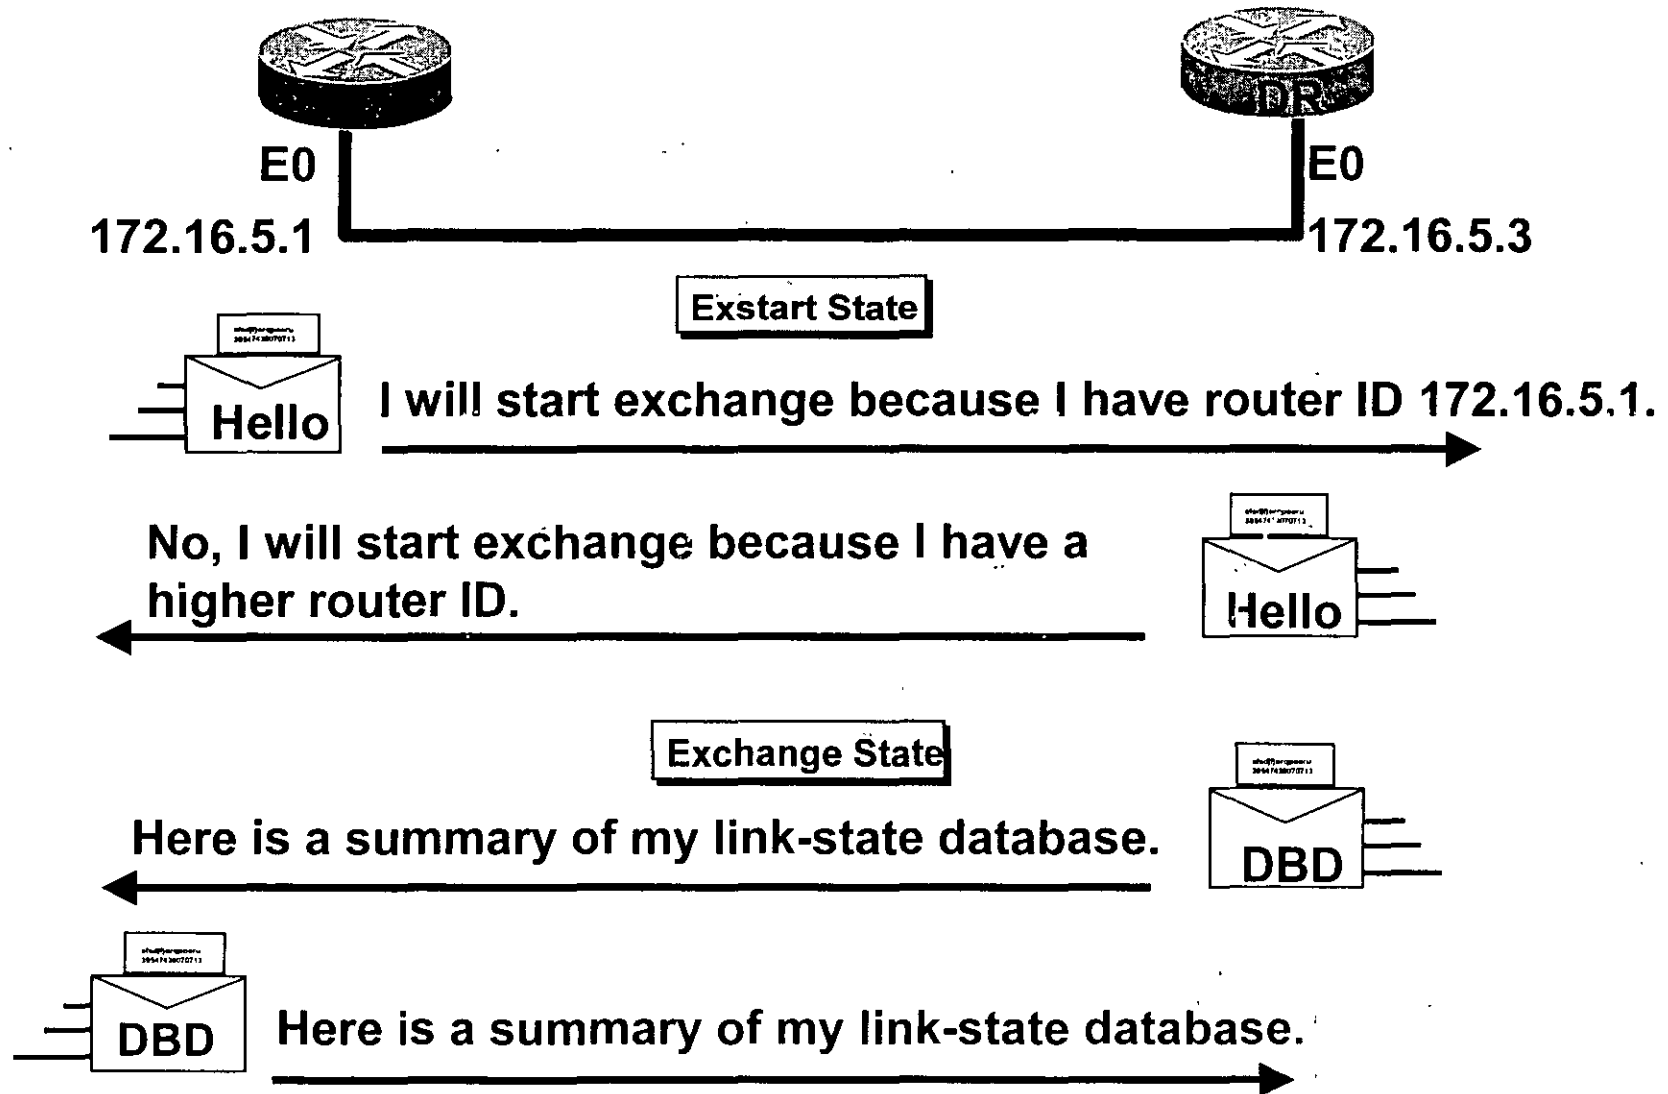 DR
E0
E0
172.16.5.1
172.16.5.3
Exstart State
Hello
I will start exchange because I have router ID 172.16.5.1.
No, I will start exchange because I have a
higher router ID.
Hello
Exchange State
Here is a summary of my link-state database.
DBD
DBD
Here is a summary of my link-state database.